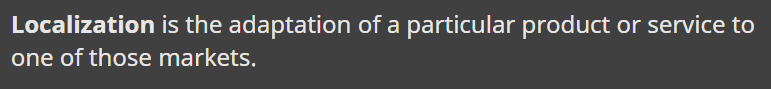 Localization is the adaptation of a particular product or service to
one of those markets.